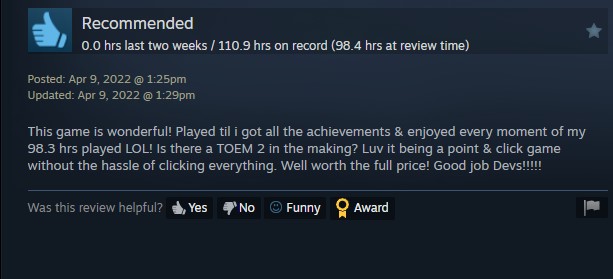 Recommended
0.0 hrs last two weeks / 110.9 hrs on record (98.4 hrs at review time)
Posted: Apr 9, 2022 @ 1:25pm
Updated: Apr 9, 2022 @ 1:29pm
This game is wonderful! Played til i got all the achievements & enjoyed every moment of my
98.3 hrs played LOL! Is there a TOEM 2 in the making? Luv it being a point & click game
without the hassle of clicking everything. Well worth the full price! Good job Devs!!!!!
Was this review helpful? Yes No Funny Award